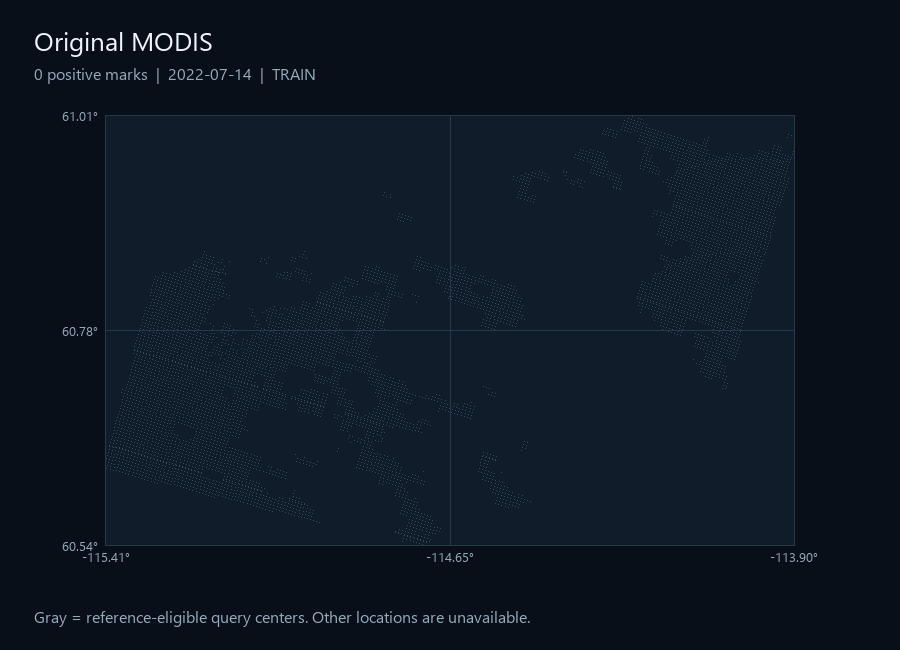 Original MODIS
0 positive marks | 2022-07-14 | TRAIN
61.01°
60.78°
60.54°
-115.41°
-114.65°
-113.90°
Gray = reference-eligible query centers. Other locations are unavailable.